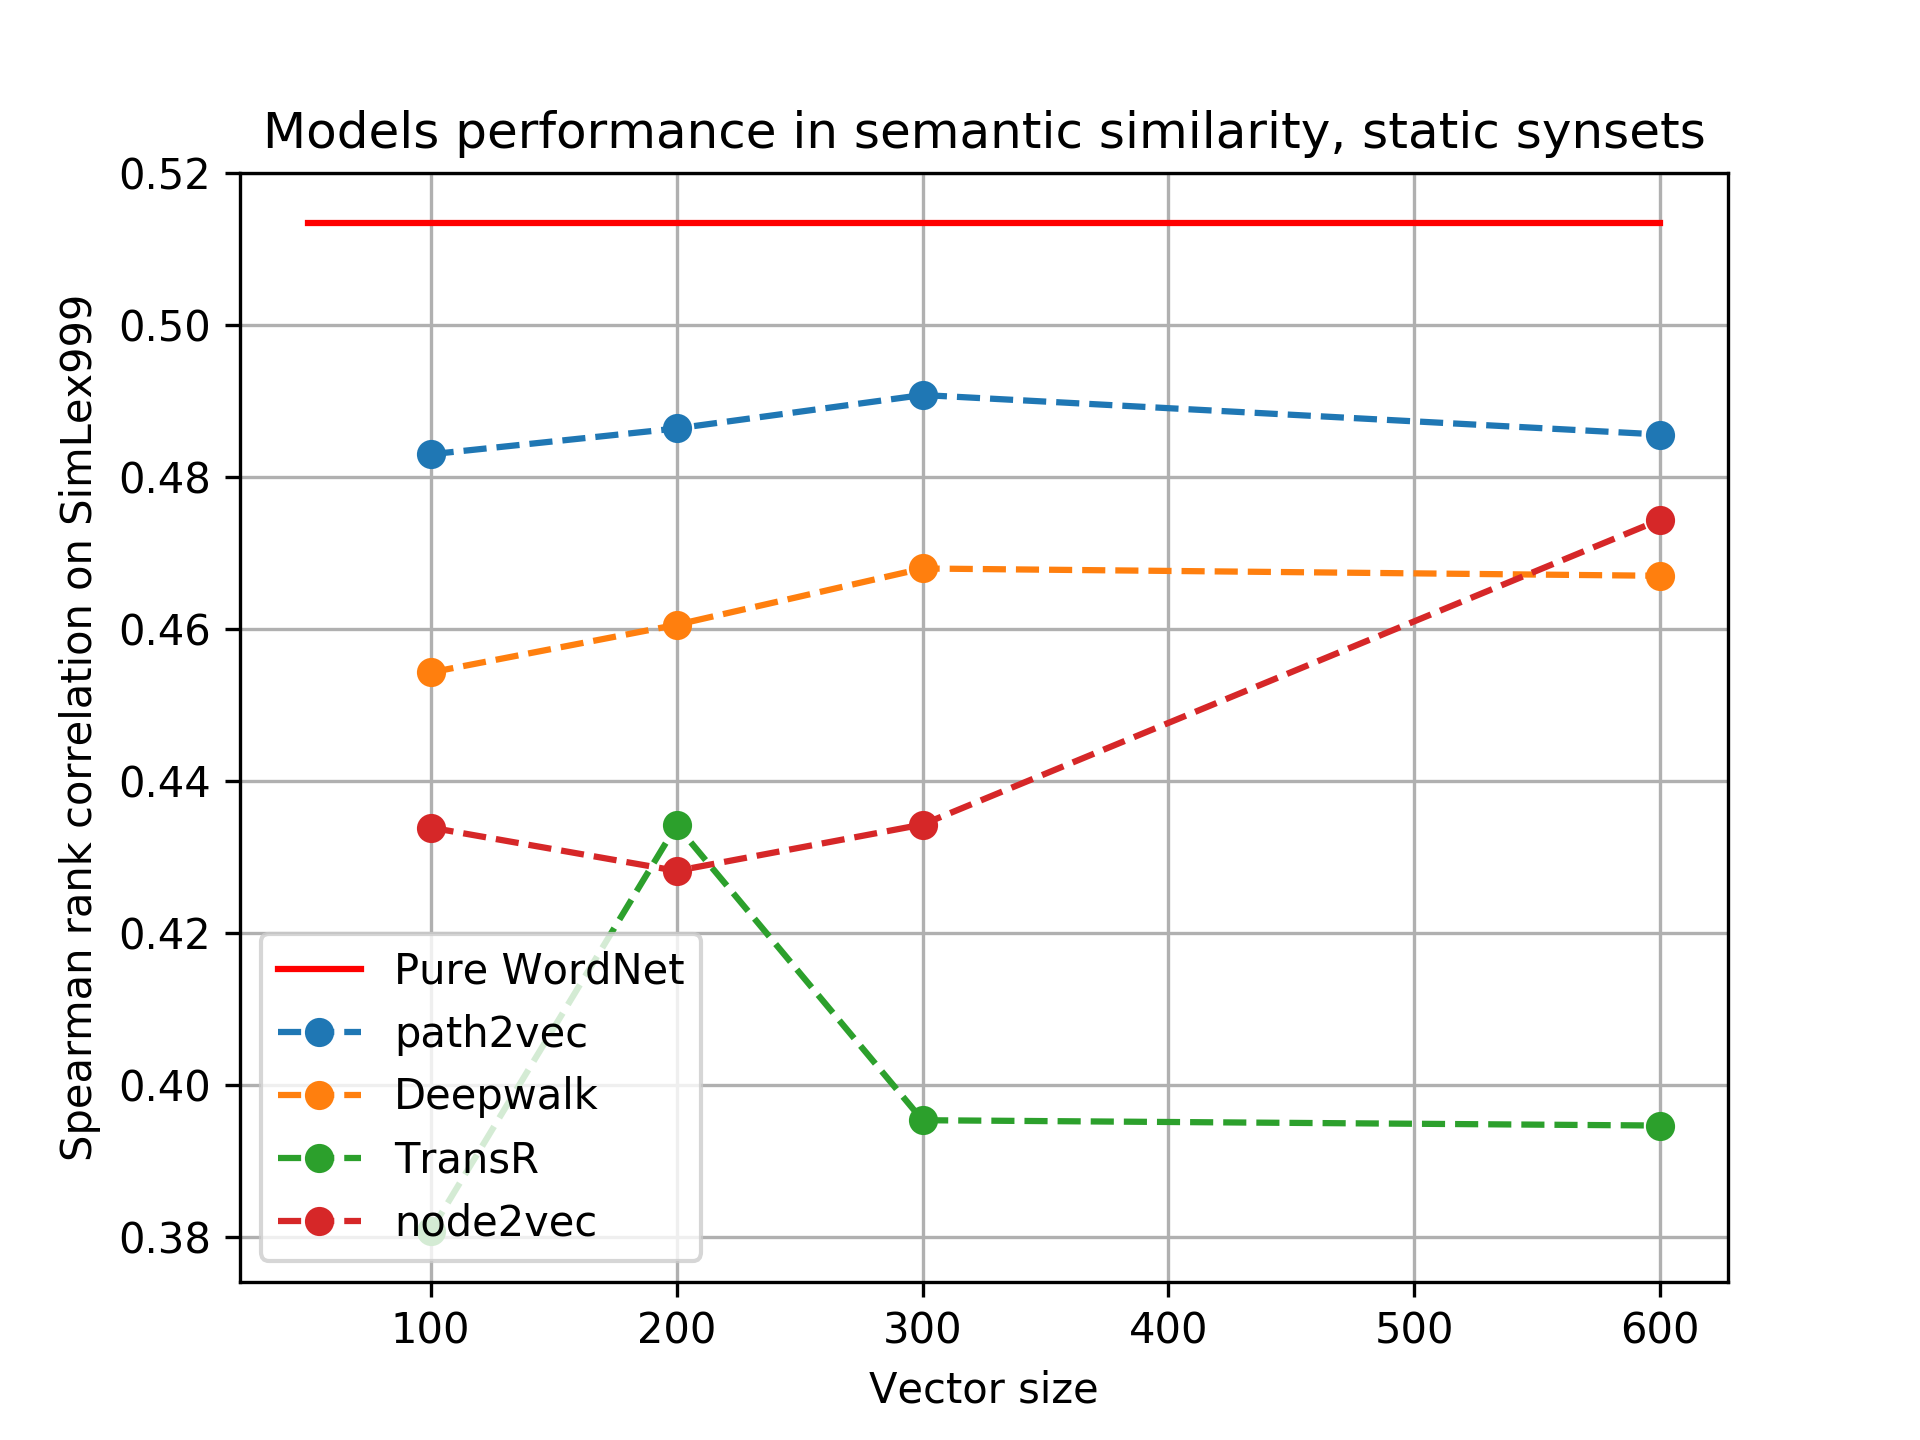 Models performance in semantic similarity, static synsets
Spearman rank correlation on SimLex999
0.52
0.50
0.48
0.46
0.44
0.42
0.40
0.38
Pure WordNet
path2vec
Deepwalk
TransR
node2vec
100 200 300 400 500 600
Vector size